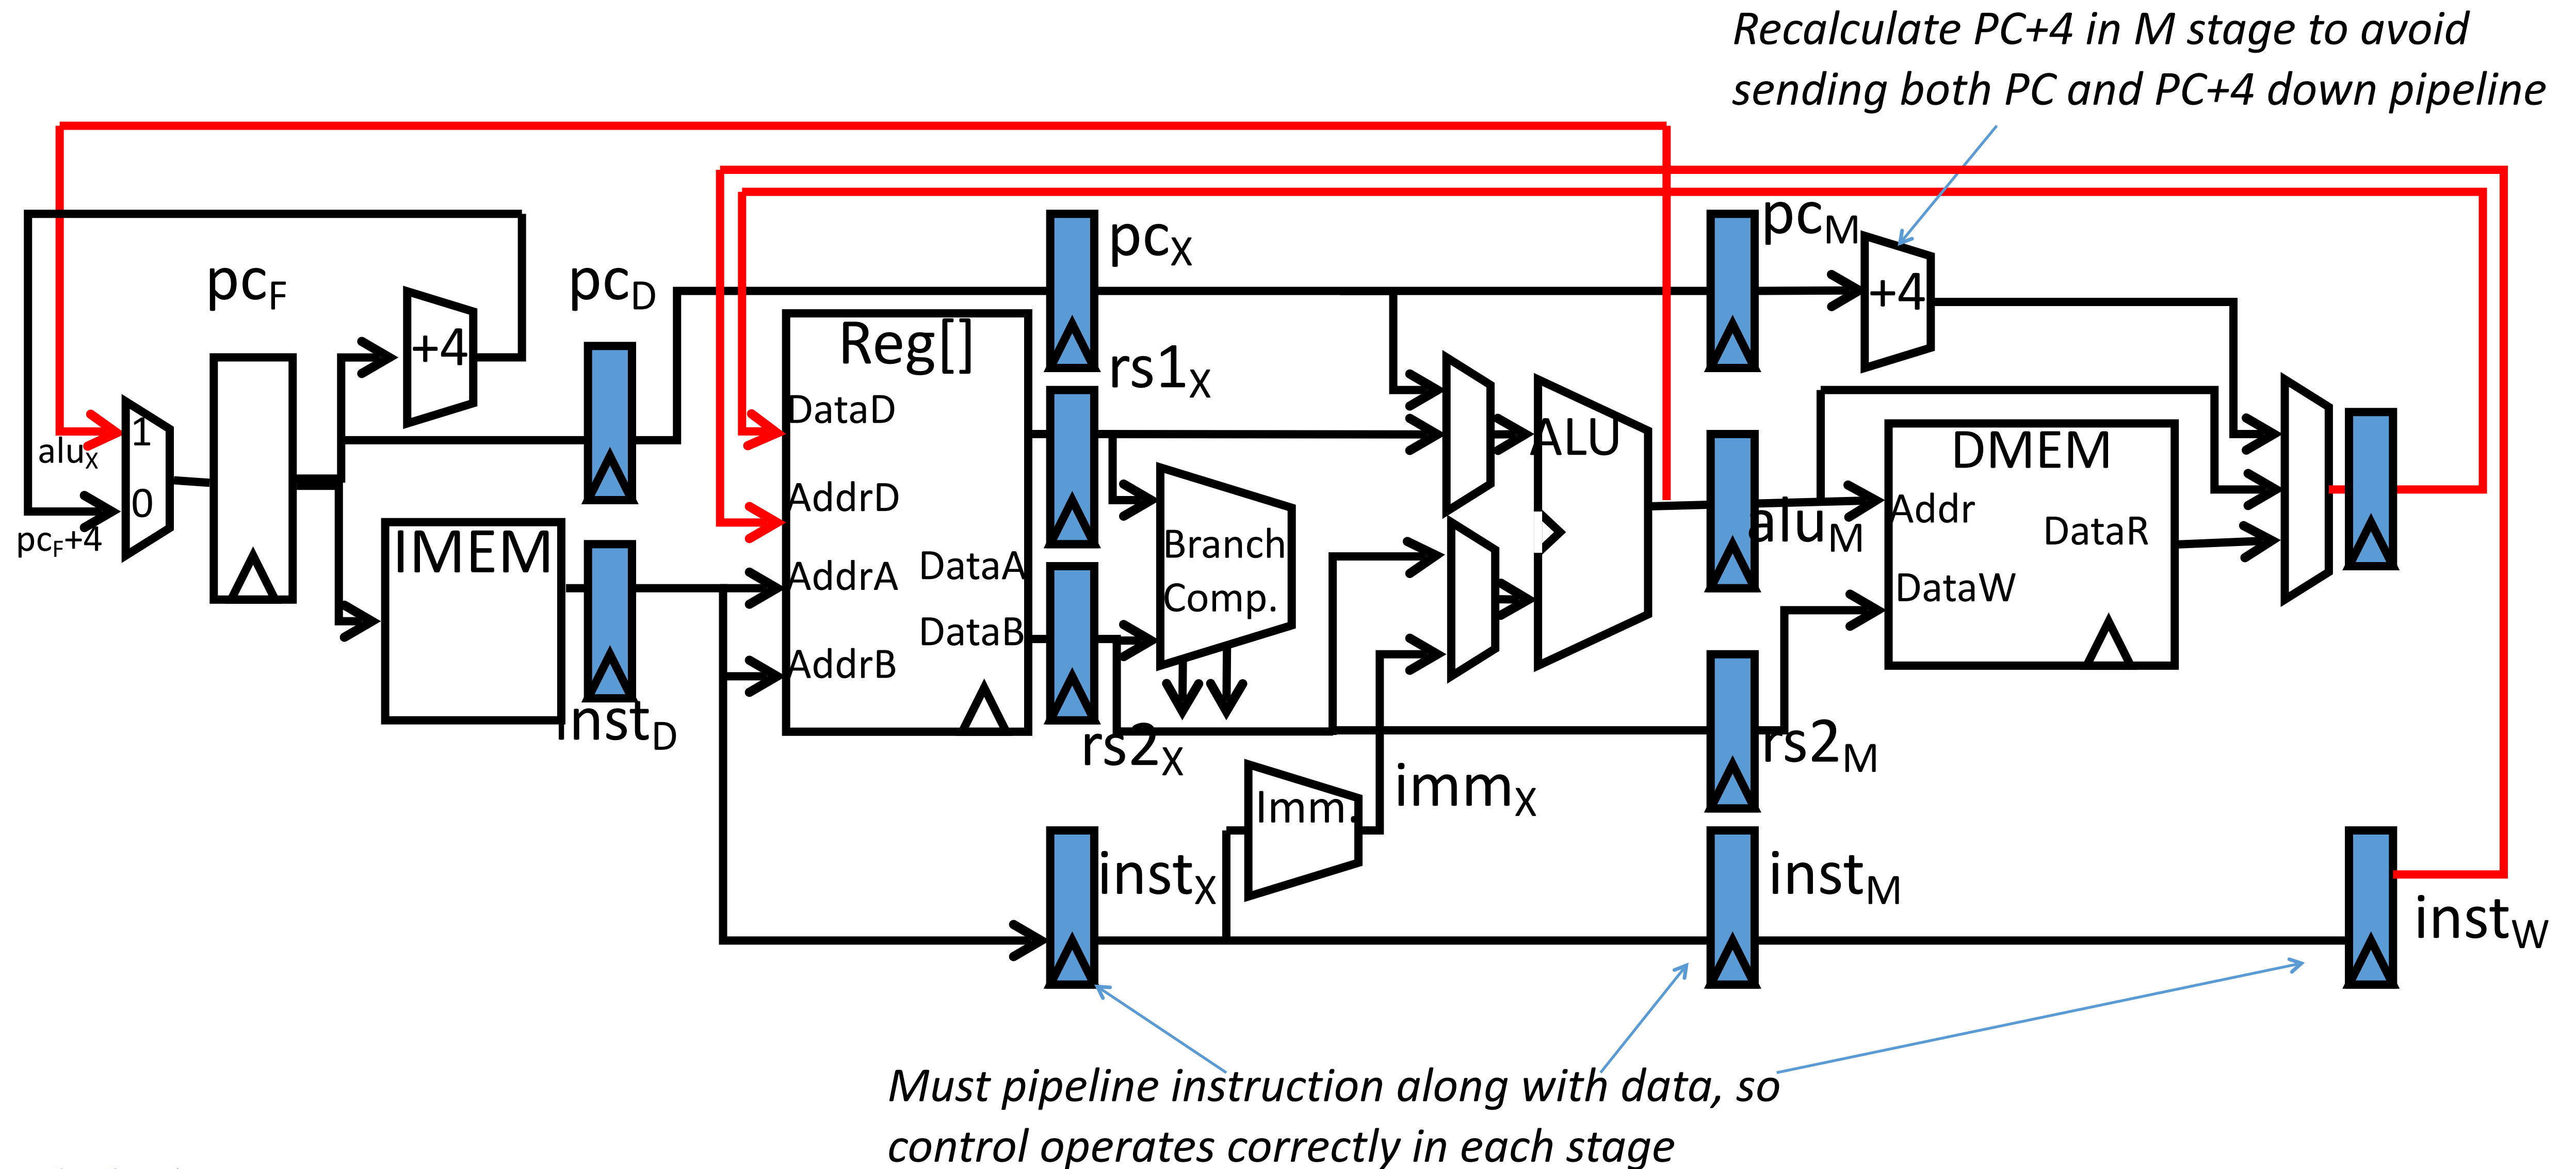 Recalculate PC+4 in M stage to avoid
sending both PC and PC+4 down pipeline
pcF
+4
pcD
pcX
pcM
+4
Reg[]
rs1X
DataD
1
aluX
0
pcF+4
AddrD
ALU
DMEM
IMEM
AddrA
DataA
Branch
Comp.
aluM
Addr
DataR
DataW
DataB
AddrB
instD
rs2X
rs2M
Imm.
immX
instX
instM
instW
Must pipeline instruction along with data, so
control operates correctly in each stage